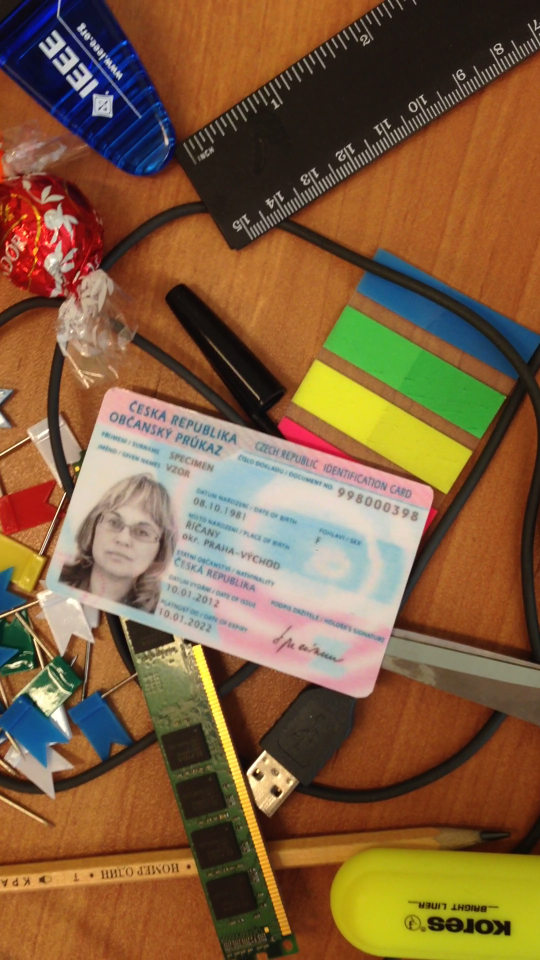 IEEE
www.ieee.org
INCH
1
2
15 14 13 12 11 10 9 8 7
DOR
ČESKÁ REPUBLIKA
OBČANSKÝ PRŮKAZ
CZECH REPUBLIC IDENTIFICATION CARD
ČÍSLO DOKLADU / DOCUMENT NO.
998000398
PŘÍJMENÍ / SURNAME
SPECIMEN
JMÉNO / GIVEN NAMES
VZOR
DATUM NAROZENÍ / DATE OF BIRTH
08.10.1981
POHLAVÍ / SEX
F
MÍSTO NAROZENÍ / PLACE OF BIRTH
ŘÍČANY
okr. PRAHA-VÝCHOD
STÁTNÍ OBČANSTVÍ / NATIONALITY
ČESKÁ REPUBLIKA
DATUM VYDÁNÍ / DATE OF ISSUE
10.01.2012
PLATNOST DO / DATE OF EXPIRY
10.01.2022
PODPIS DRŽITELE / HOLDER'S SIGNATURE
Specimen
КРА
НОМЕР ОДИН
Kores
BRIGHT LINER